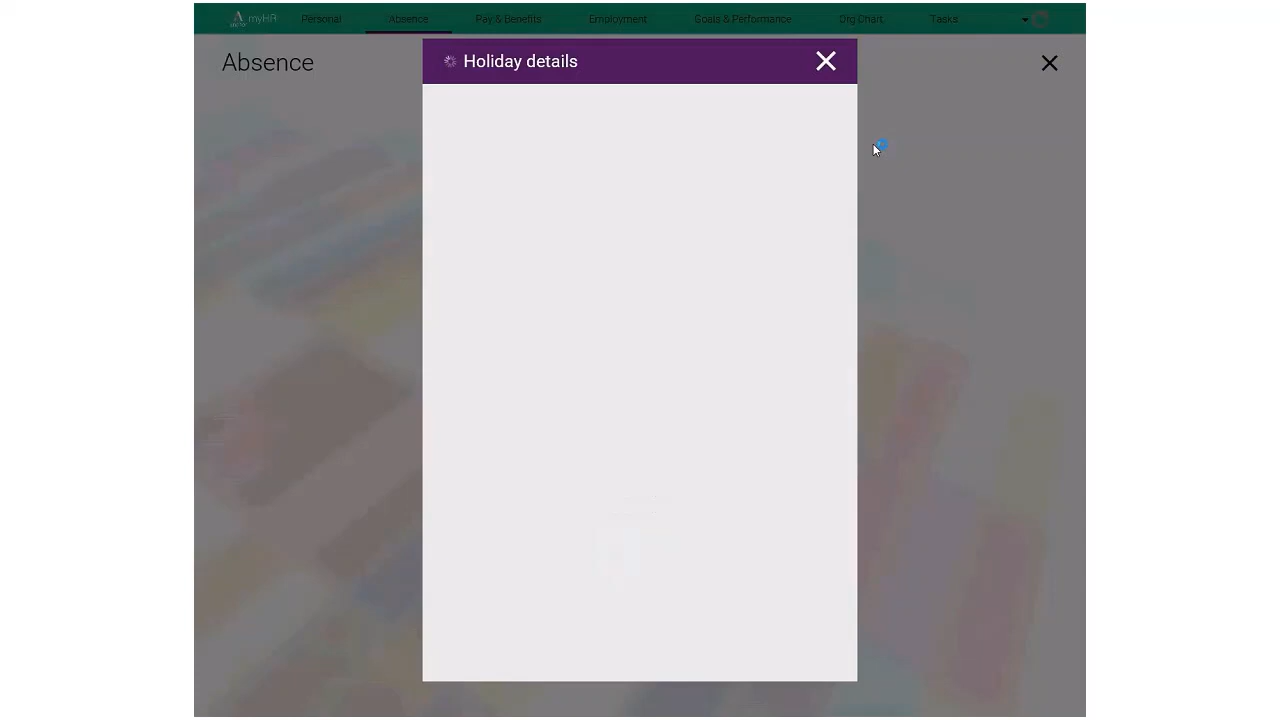 myHR Personal Absence Pay & Benefits Employment Goals & Performance Org Chart Tasks
Absence
Holiday details